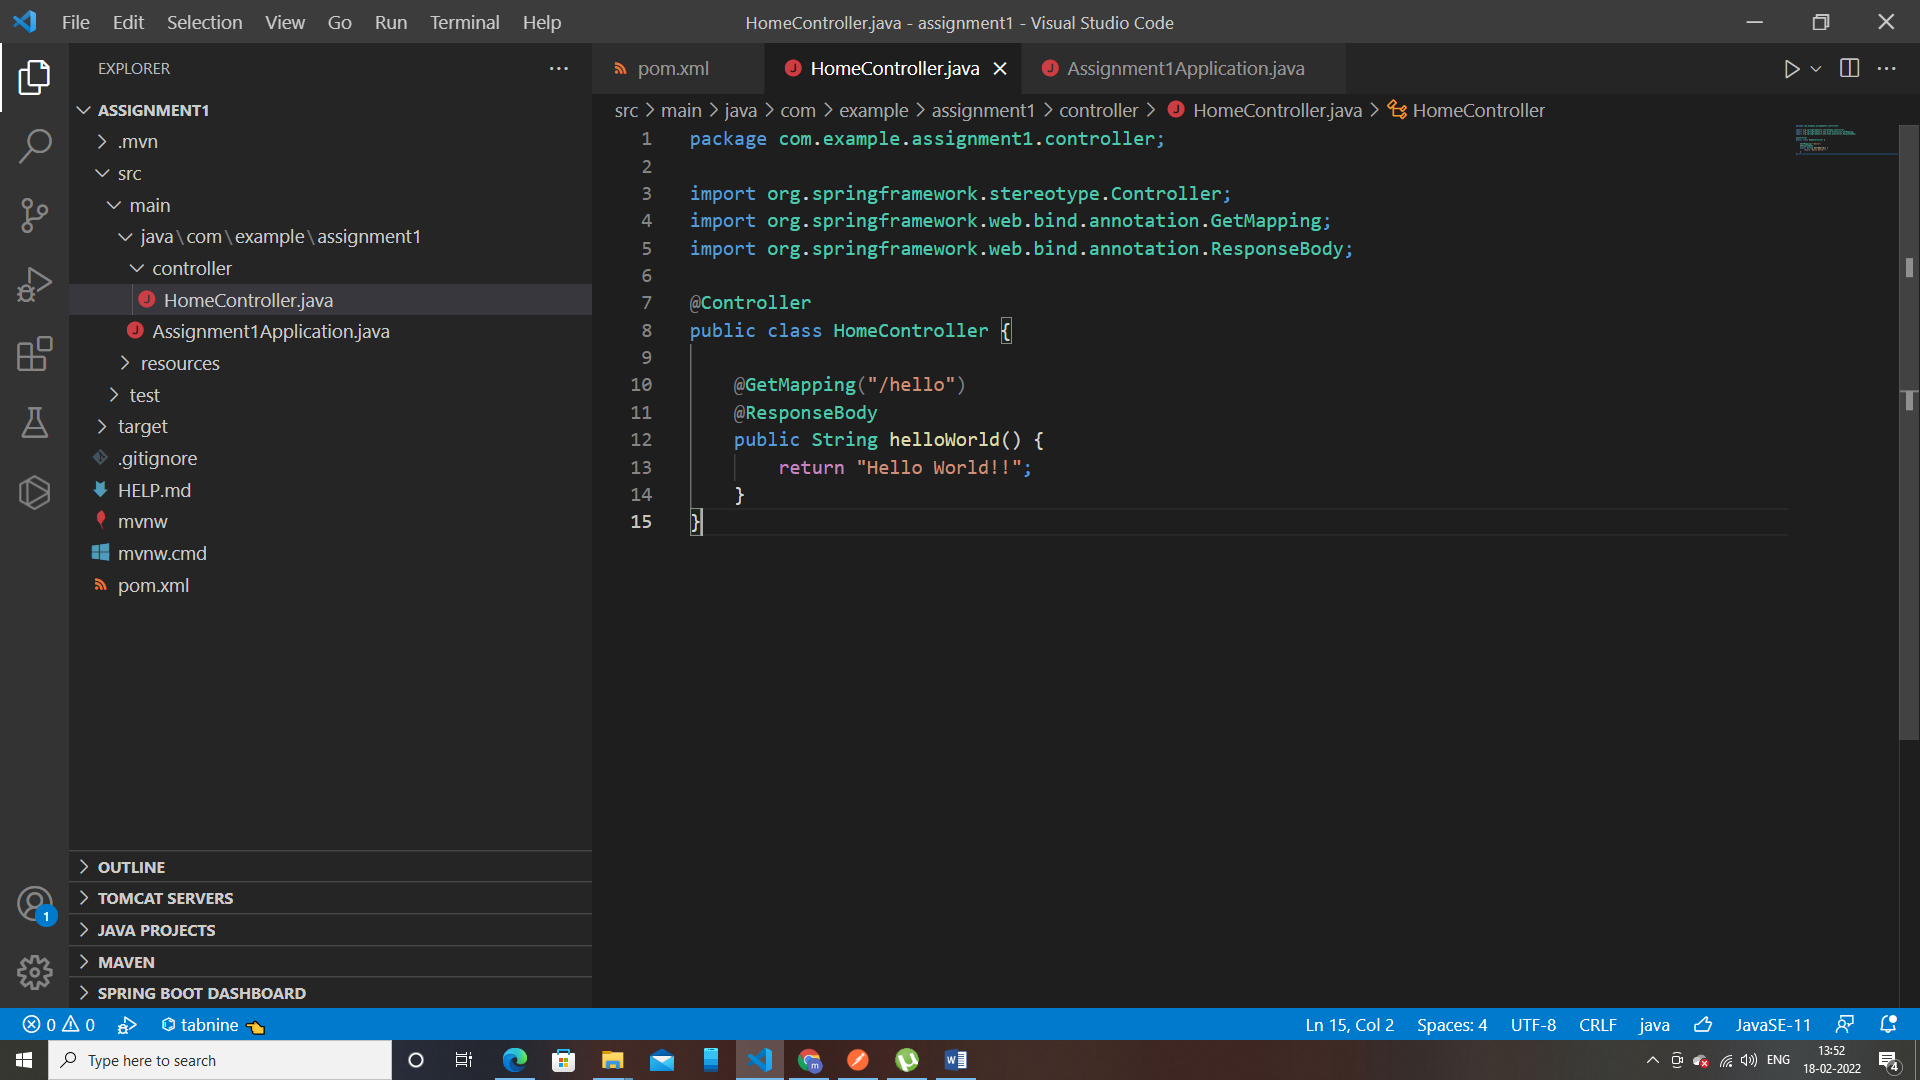 File Edit Selection View Go Run Terminal Help
HomeController.java - assignment1 - Visual Studio Code
EXPLORER
ASSIGNMENT1
.mvn
src
main
java\com\example\assignment1
controller
HomeController.java
Assignment1Application.java
resources
test
target
.gitignore
HELP.md
mvnw
mvnw.cmd
pom.xml
OUTLINE
TOMCAT SERVERS
JAVA PROJECTS
MAVEN
SPRING BOOT DASHBOARD
pom.xml HomeController.java Assignment1Application.java
src > main > java > com > example > assignment1 > controller > HomeController.java > HomeController
1 package com.example.assignment1.controller;
2
3 import org.springframework.stereotype.Controller;
4 import org.springframework.web.bind.annotation.GetMapping;
5 import org.springframework.web.bind.annotation.ResponseBody;
6
7 @Controller
8 public class HomeController {
9
10 @GetMapping("/hello")
11 @ResponseBody
12 public String helloWorld() {
13 return "Hello World!!";
14 }
15 }
1
0 0 tabnine
Ln 15, Col 2 Spaces: 4 UTF-8 CRLF java JavaSE-11
Type here to search
ENG
13:52
18-02-2022
4